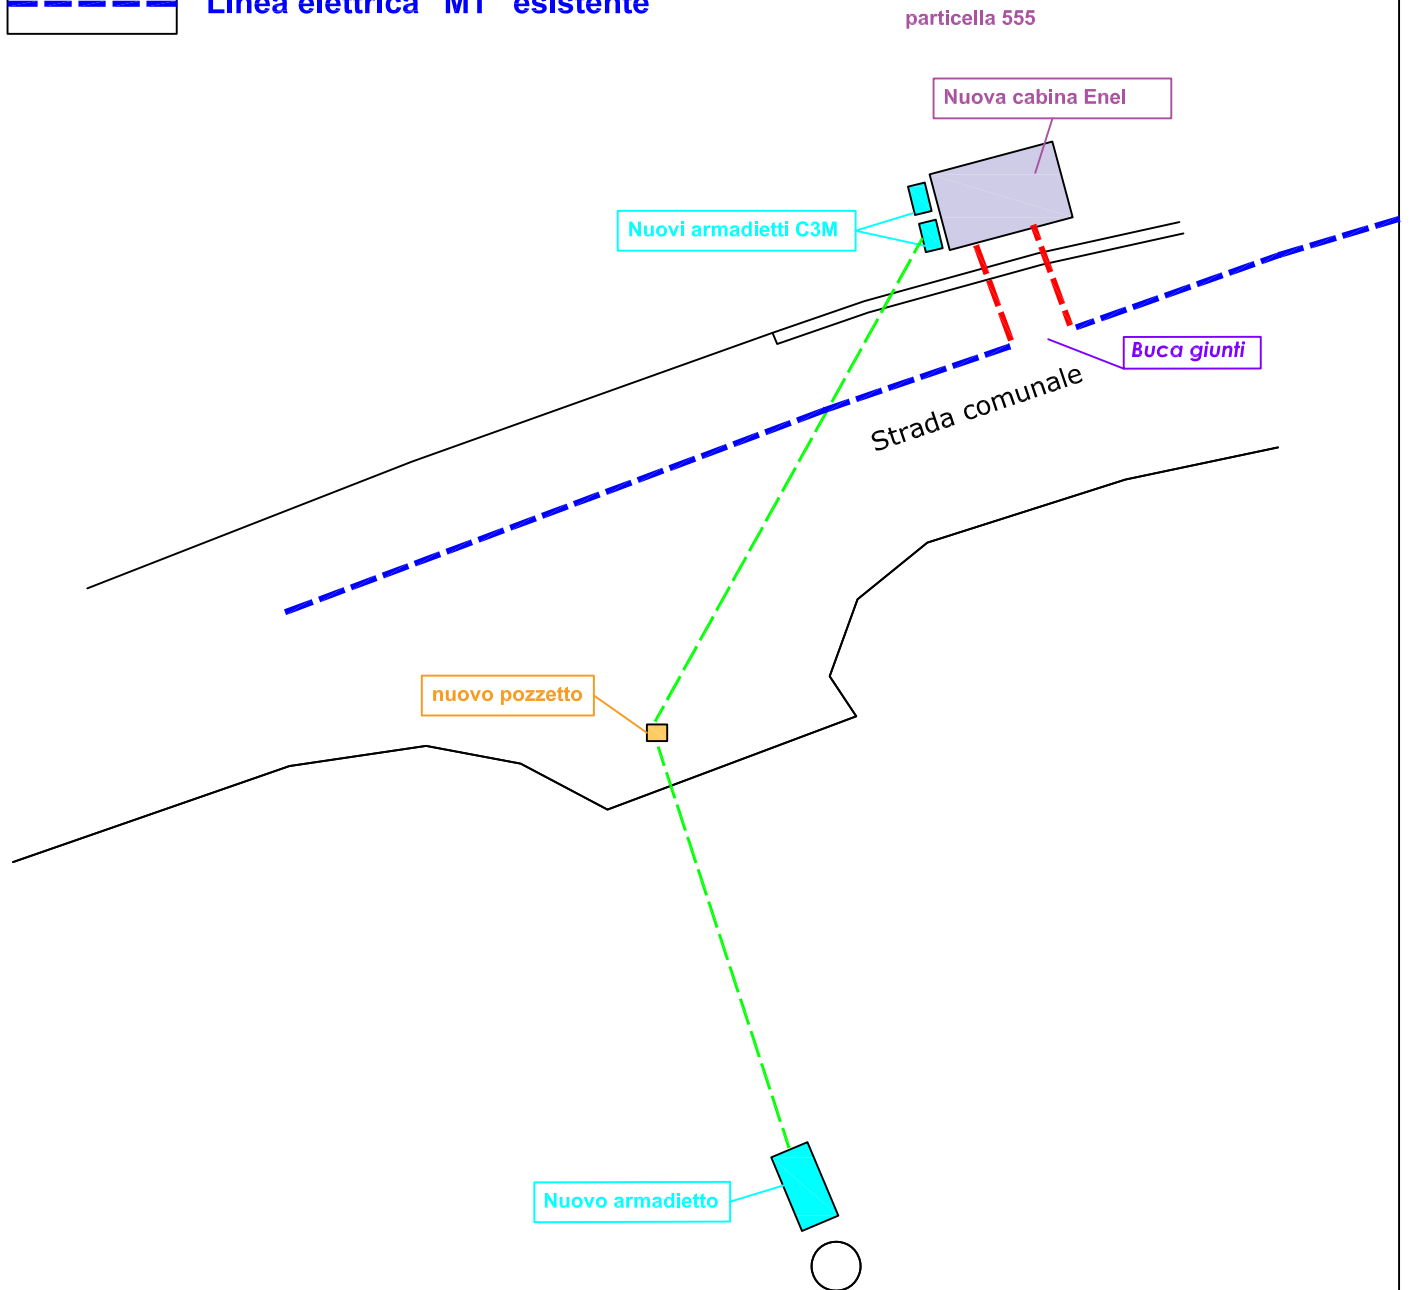 Linea elettrica "MT" esistente
particella 555
Nuova cabina Enel
Nuovi armadietti C3M
Buca giunti
Strada comunale
nuovo pozzetto
Nuovo armadietto